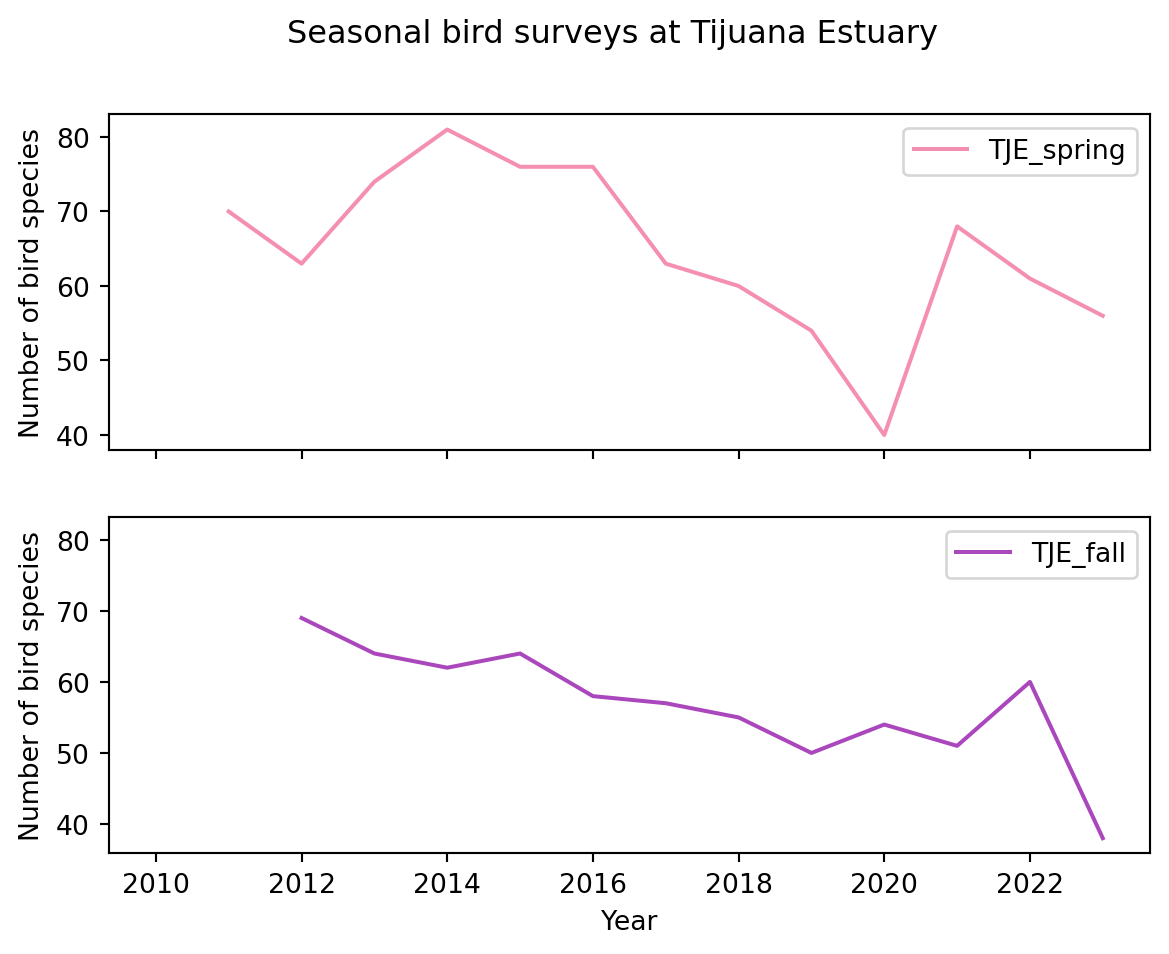 Seasonal bird surveys at Tijuana Estuary
Number of bird species
80
70
60
50
40
TJE_spring
Number of bird species
80
70
60
50
40
TJE_fall
2010 2012 2014 2016 2018 2020 2022
Year